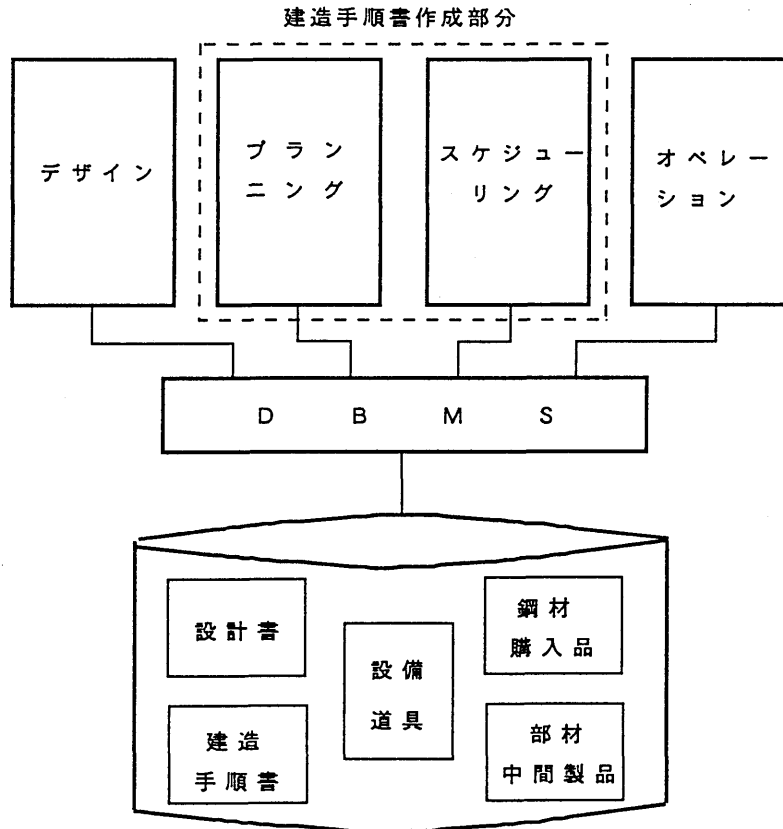 建造手順書作成部分
デザイン
プラン
ニング
スケジュー
リング
オペレー
ション
DBMS
設計書
設備
道具
鋼材
購入品
建造
手順書
部材
中間製品